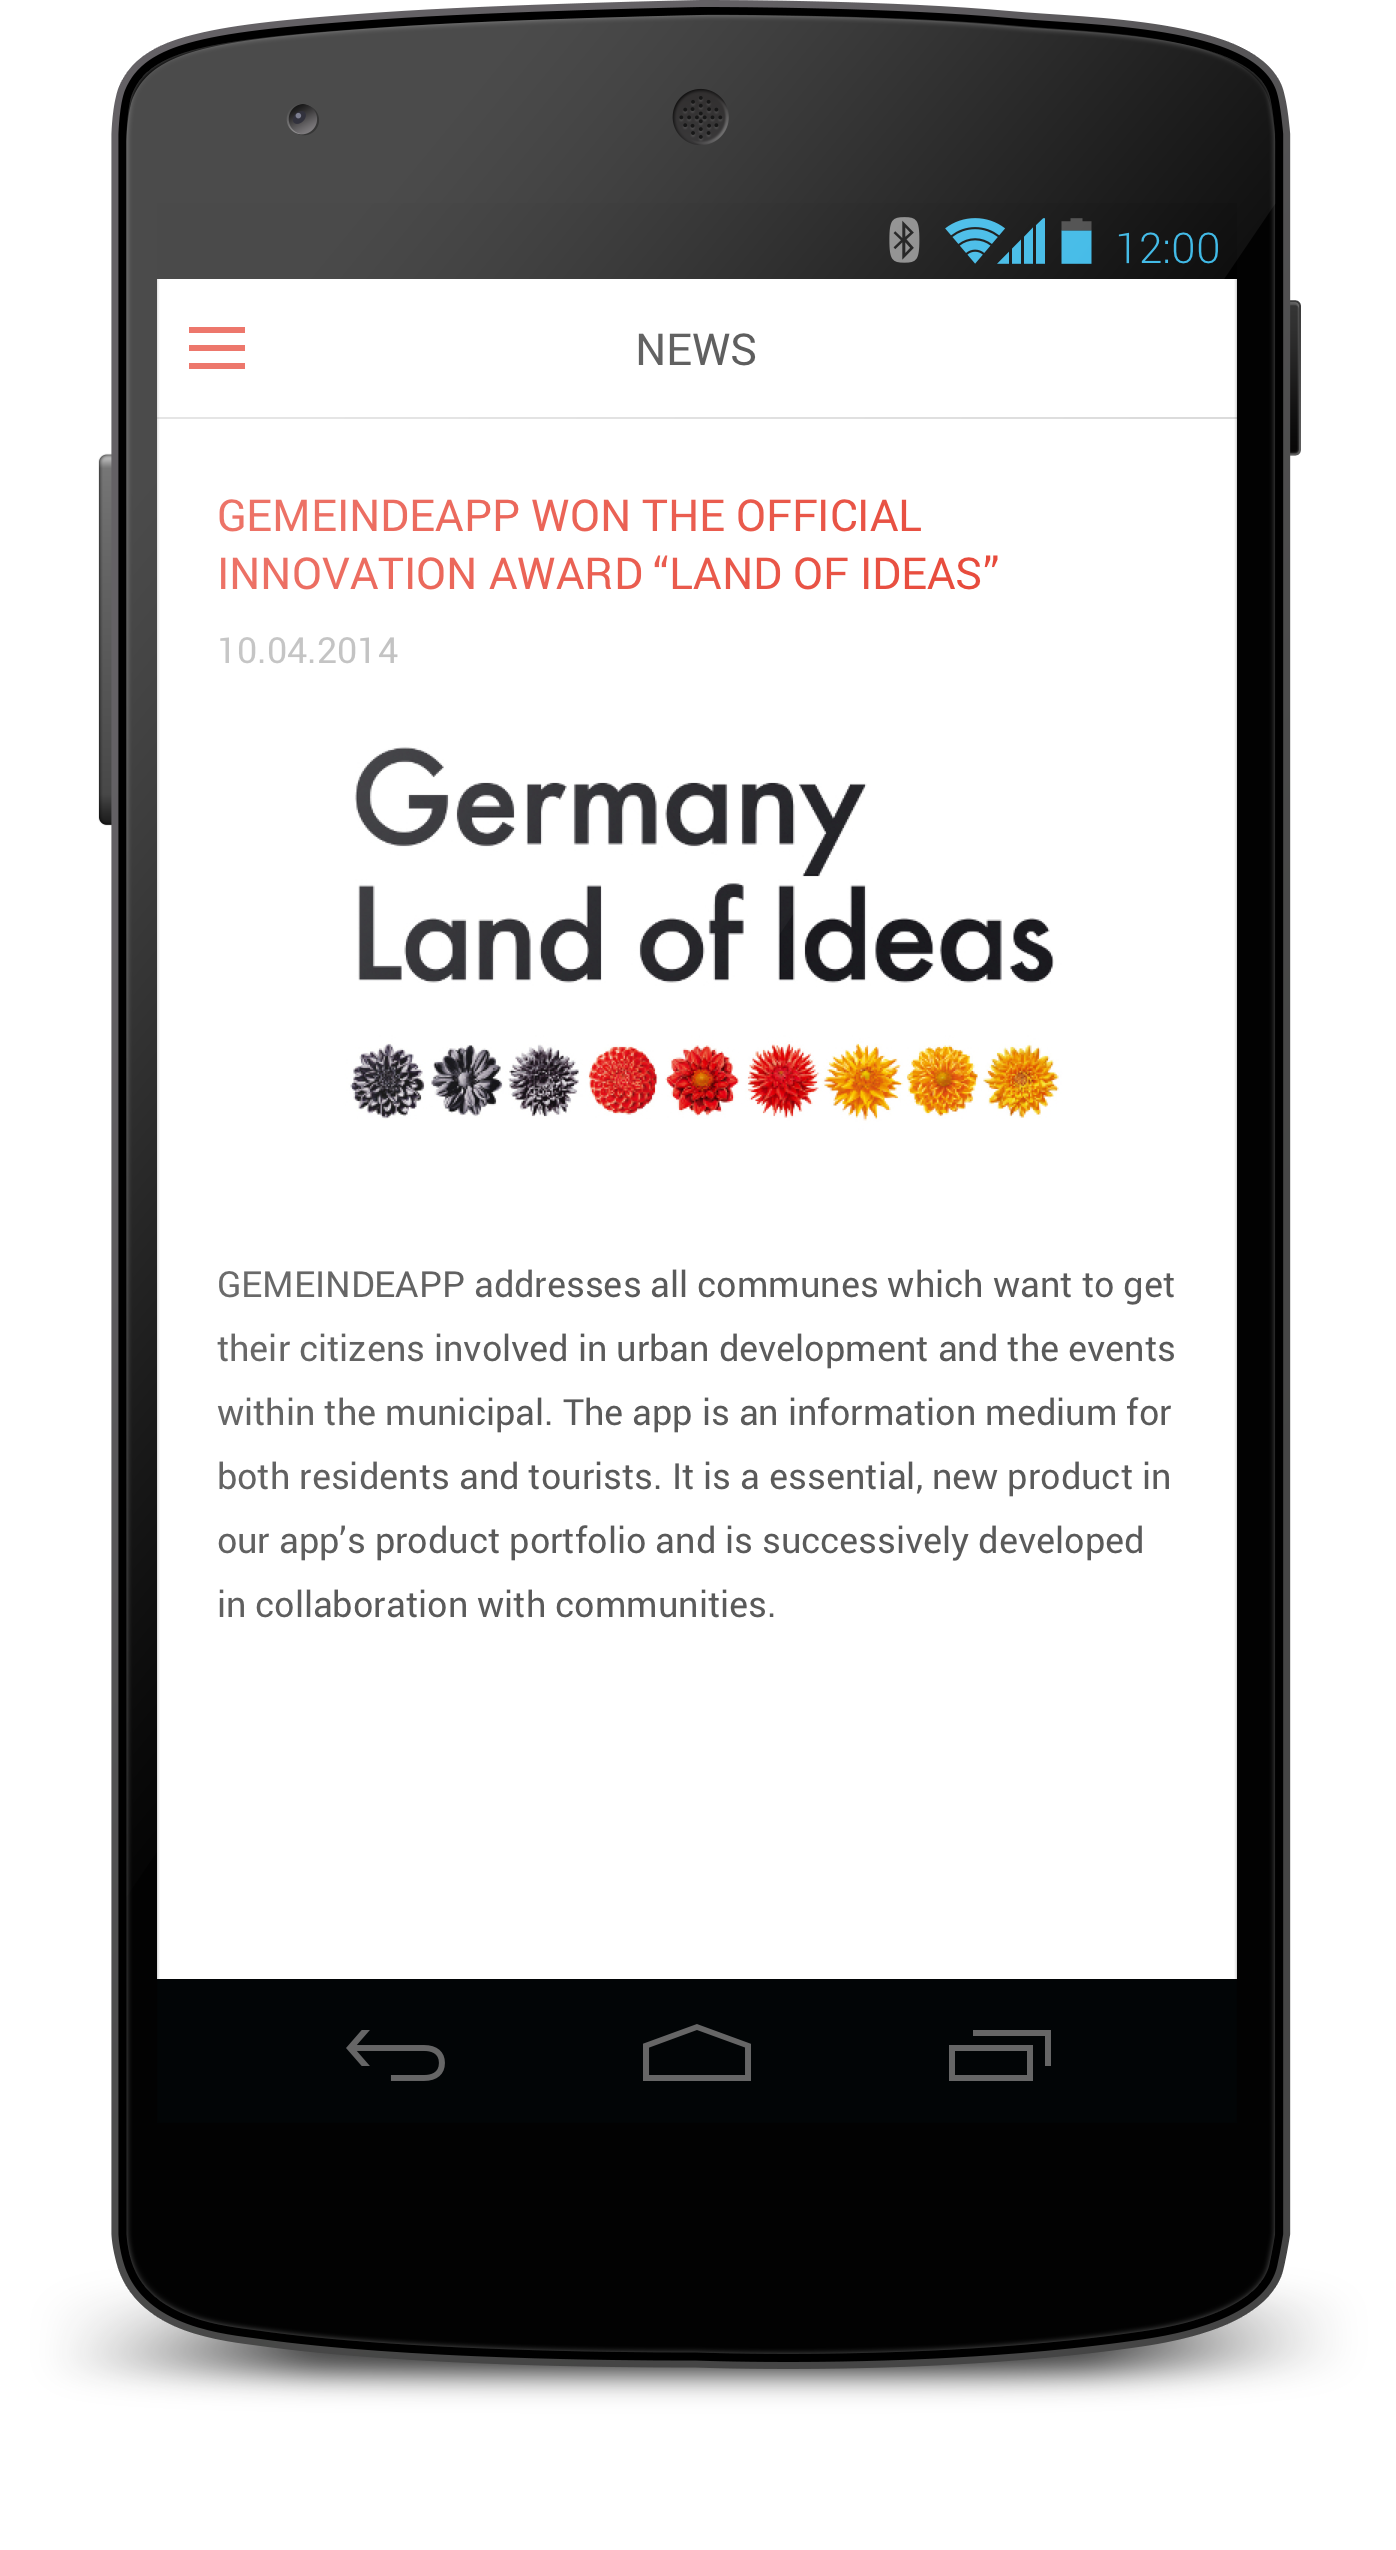 12:00
NEWS
GEMEINDEAPP WON THE OFFICIAL
INNOVATION AWARD “LAND OF IDEAS”
10.04.2014
Germany
Land of Ideas
GEMEINDEAPP addresses all communes which want to get
their citizens involved in urban development and the events
within the municipal. The app is an information medium for
both residents and tourists. It is a essential, new product in
our app’s product portfolio and is successively developed
in collaboration with communities.